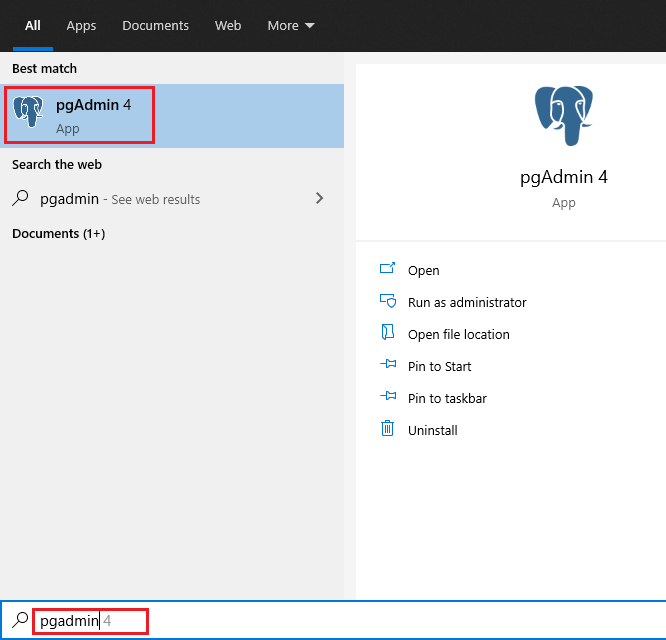 All Apps Documents Web More
Best match
pgAdmin 4
App
Search the web
pgadmin - See web results
Documents (1+)
pgAdmin 4
App
Open
Run as administrator
Open file location
Pin to Start
Pin to taskbar
Uninstall
pgadmin 4